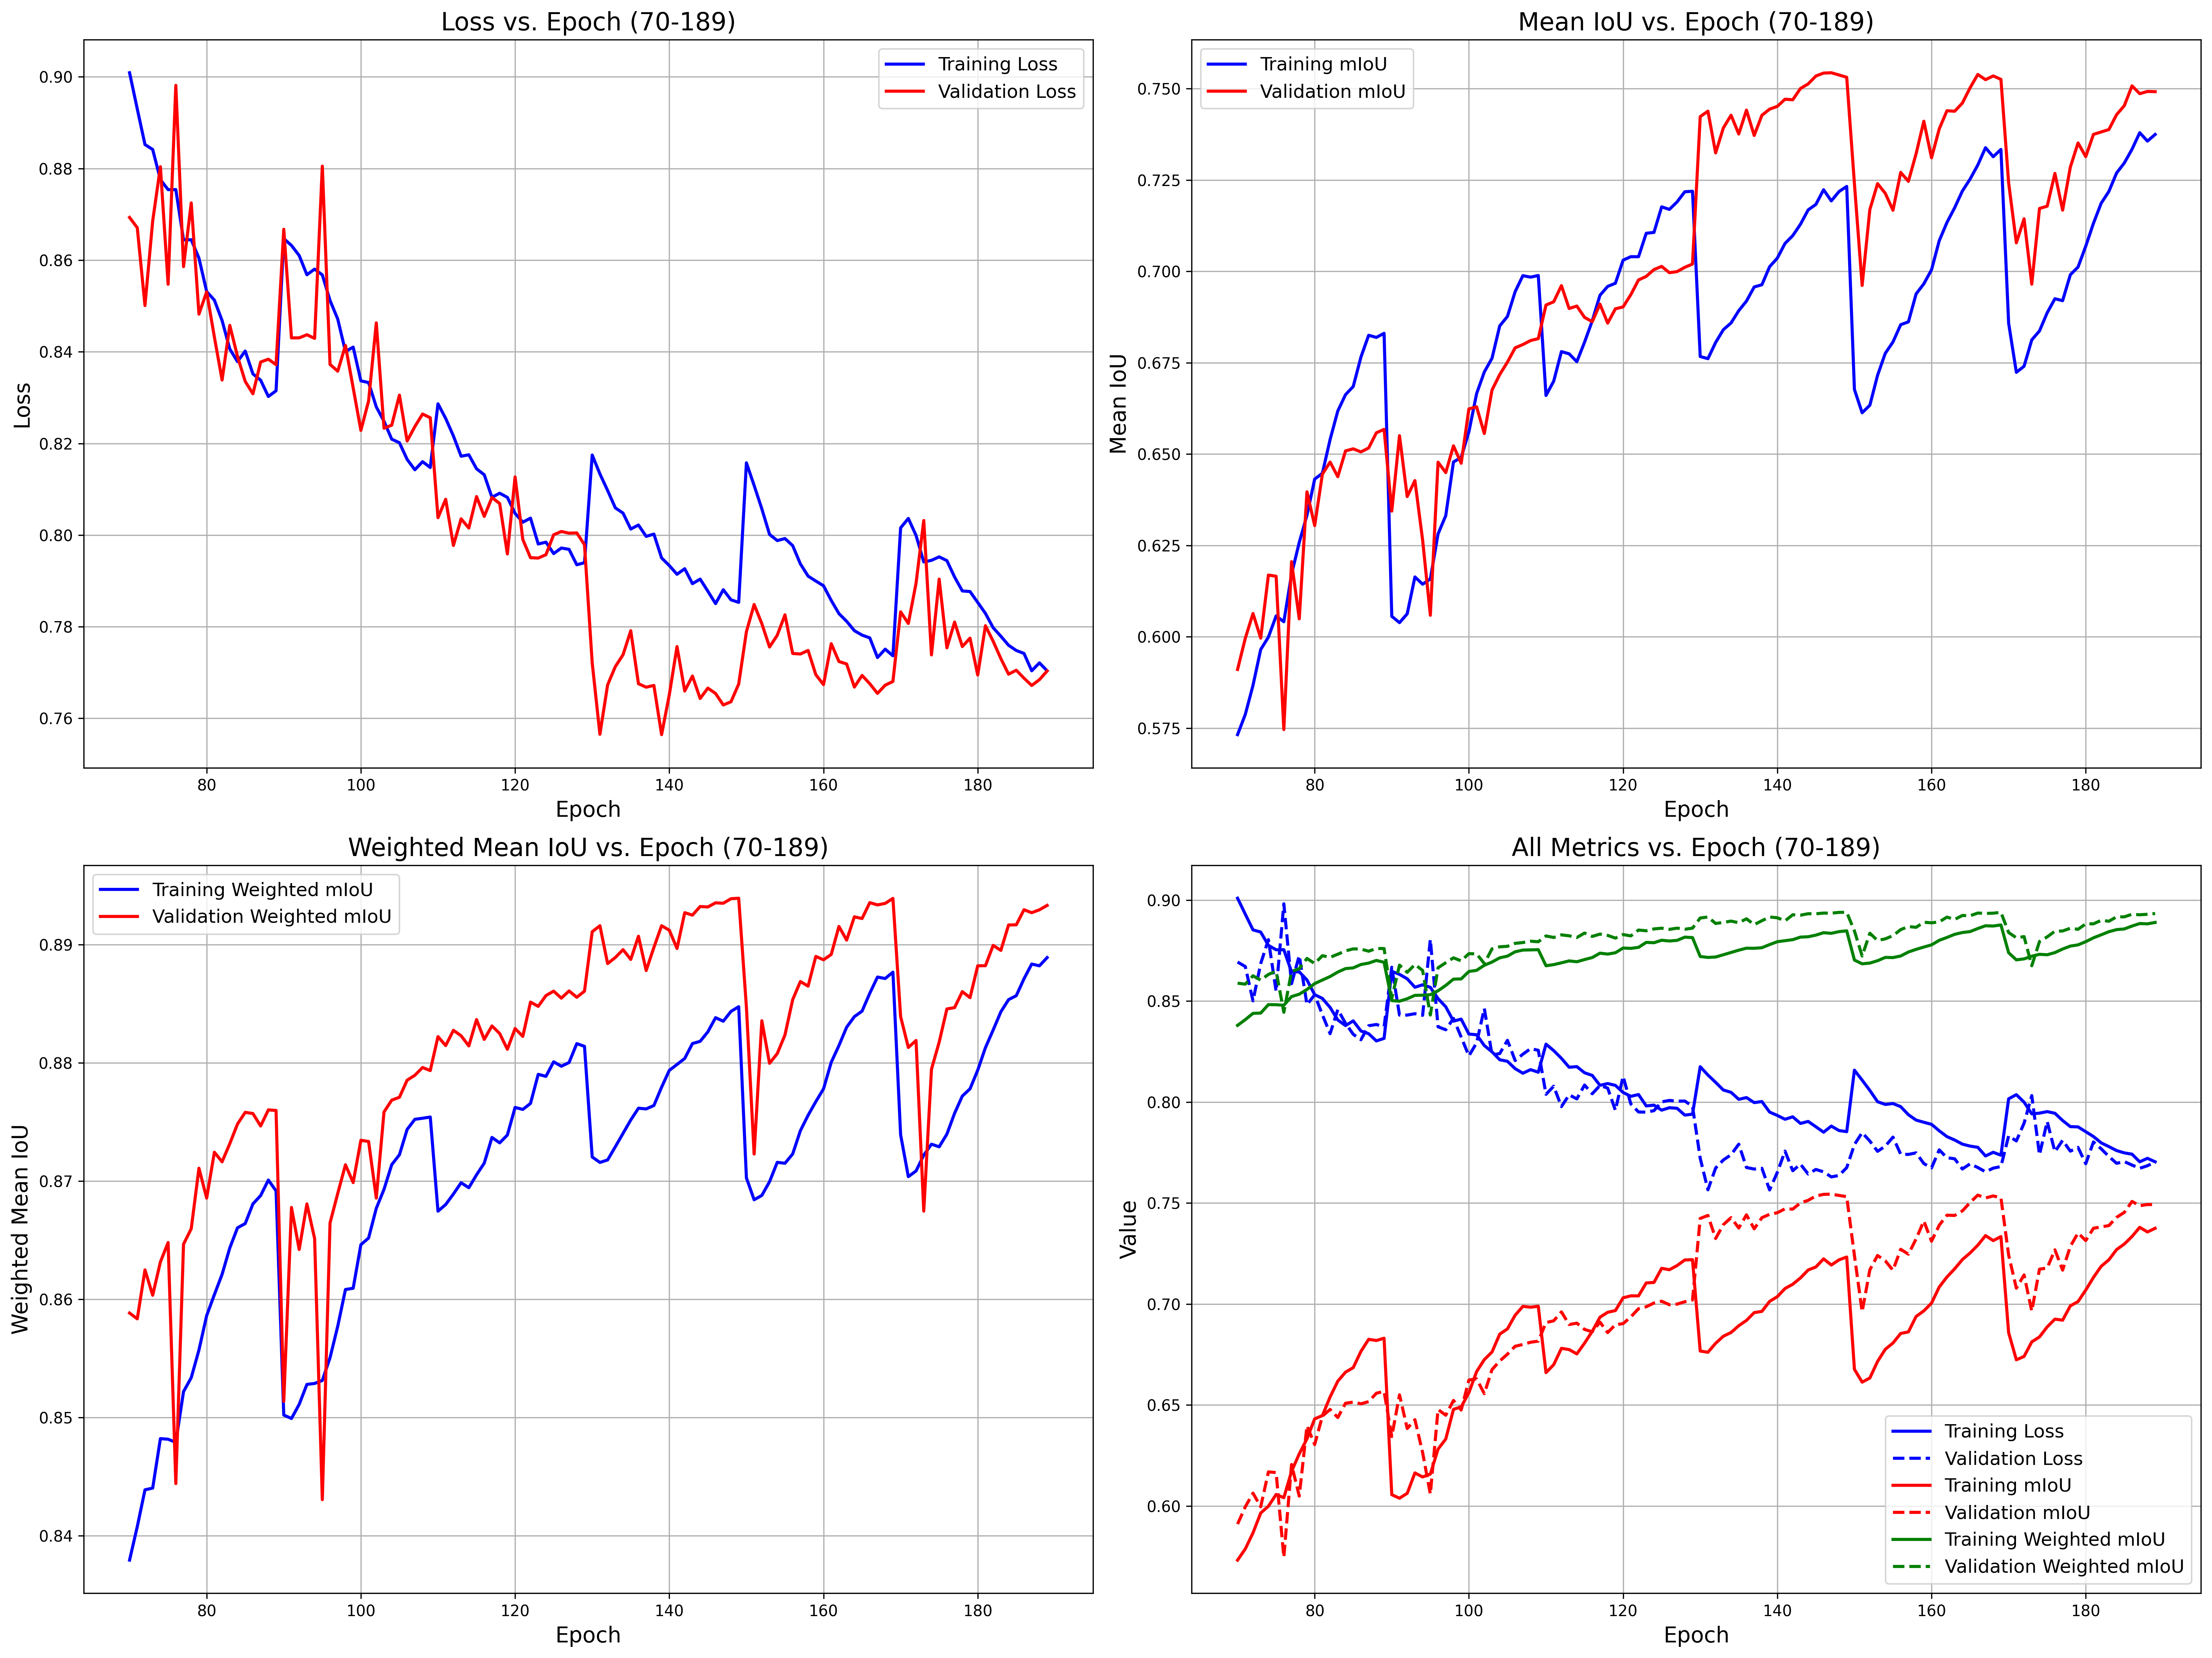 Loss vs. Epoch (70-189)
Training Loss
Validation Loss
0.90
0.88
0.86
0.84
0.82
0.80
0.78
0.76
Loss
80 100 120 140 160 180
Epoch
Mean IoU vs. Epoch (70-189)
Training mIoU
Validation mIoU
0.750
0.725
0.700
0.675
0.650
0.625
0.600
0.575
Mean IoU
80 100 120 140 160 180
Epoch
Weighted Mean IoU vs. Epoch (70-189)
Training Weighted mIoU
Validation Weighted mIoU
0.89
0.88
0.87
0.86
0.85
0.84
Weighted Mean IoU
80 100 120 140 160 180
Epoch
All Metrics vs. Epoch (70-189)
0.90
0.85
0.80
0.75
0.70
0.65
0.60
Value
Training Loss
Validation Loss
Training mIoU
Validation mIoU
Training Weighted mIoU
Validation Weighted mIoU
80 100 120 140 160 180
Epoch